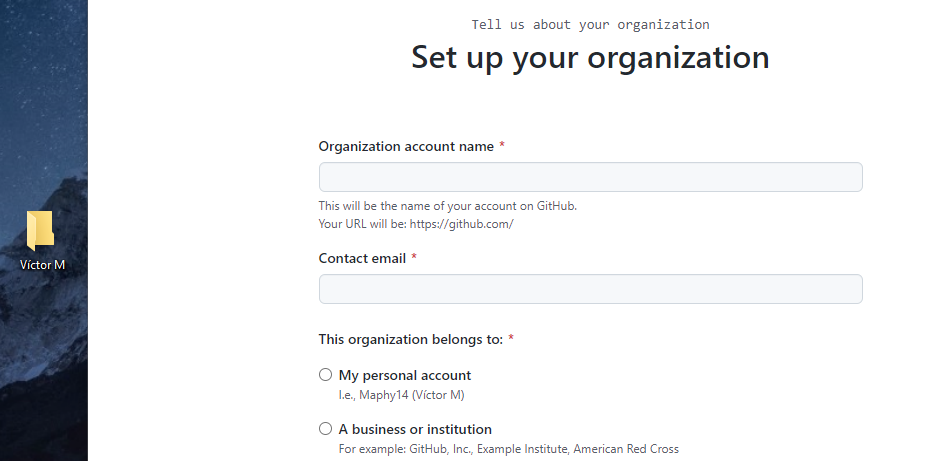 Tell us about your organization
Set up your organization
Organization account name *
This will be the name of your account on GitHub.
Your URL will be: https://github.com/
Víctor M
Contact email *
This organization belongs to: *
My personal account
I.e., Maphy14 (Víctor M)
A business or institution
For example: GitHub, Inc., Example Institute, American Red Cross